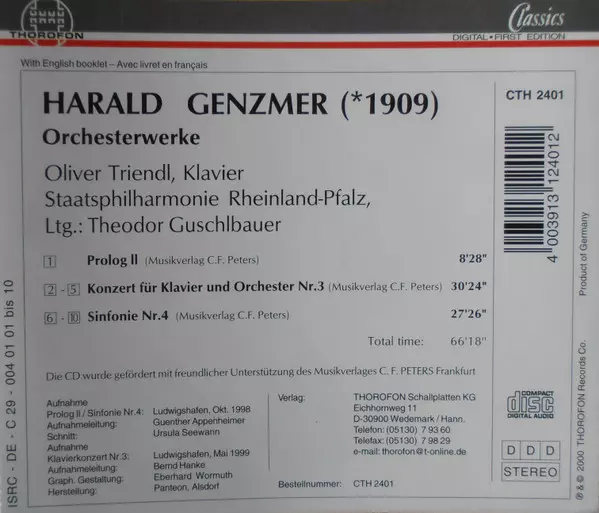 THOROFON
Classics
DIGITAL • FIRST EDITION
With English booklet – Avec livret en français
HARALD GENZMER (*1909)
Orchesterwerke
CTH 2401
Oliver Triendl, Klavier
Staatsphilharmonie Rheinland-Pfalz,
Ltg.: Theodor Guschlbauer
1 Prolog II (Musikverlag C.F. Peters) 8'28"
2 - 5 Konzert für Klavier und Orchester Nr.3 (Musikverlag C.F. Peters) 30'24"
6 - 10 Sinfonie Nr.4 (Musikverlag C.F. Peters) 27'26"
Total time: 66'18"
Die CD wurde gefördert mit freundlicher Unterstützung des Musikverlages C. F. PETERS Frankfurt
Aufnahme
Prolog II / Sinfonie Nr.4: Ludwigshafen, Okt. 1998
Aufnahmeleitung: Guenther Appenheimer
Schnitt: Ursula Seewann
Aufnahme
Klavierkonzert Nr.3: Ludwigshafen, Mai 1999
Aufnahmeleitung: Bernd Hanke
Graph. Gestaltung: Eberhard Wormuth
Herstellung: Panteon, Alsdorf
Verlag: THOROFON Schallplatten KG
Eichhornweg 11
D-30900 Wedemark / Hann.
Telefon: (05130) 7 93 60
Telefax: (05130) 7 98 29
e-mail: thorofon@t-online.de
Bestellnummer: CTH 2401
COMPACT
disc
DIGITAL AUDIO
D D D
STEREO
4 003913 124012
Product of Germany
℗ & © 2000 THOROFON Records Co.
ISRC - DE - C 29 - 004 01 01 bis 10